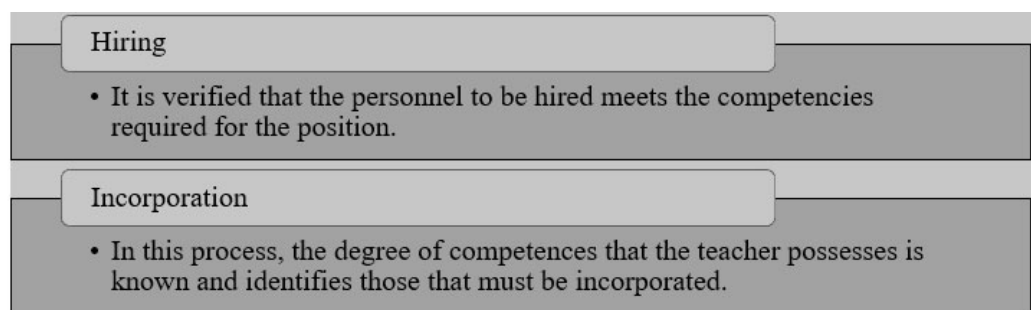 Hiring
• It is verified that the personnel to be hired meets the competencies
required for the position.
Incorporation
• In this process, the degree of competences that the teacher possesses is
known and identifies those that must be incorporated.